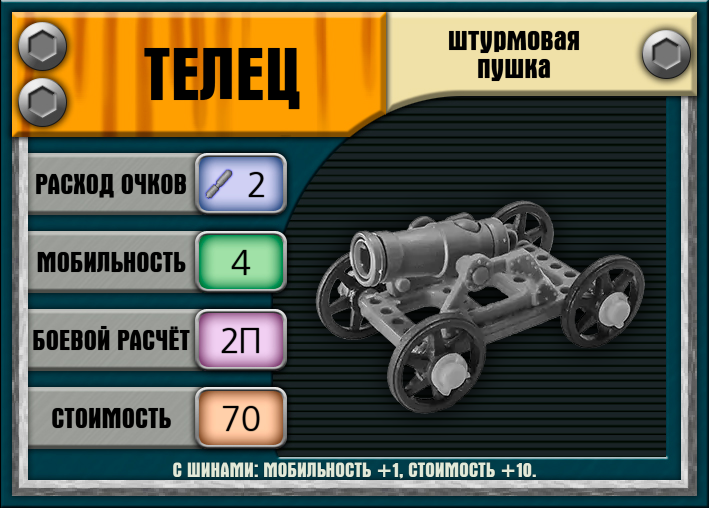 ТЕЛЕЦ
ШТУРМОВАЯ
ПУШКА
РАСХОД ОЧКОВ 2
МОБИЛЬНОСТЬ 4
БОЕВОЙ РАСЧЁТ 2П
СТОИМОСТЬ 70
С ШИНАМИ: МОБИЛЬНОСТЬ +1, СТОИМОСТЬ +10.